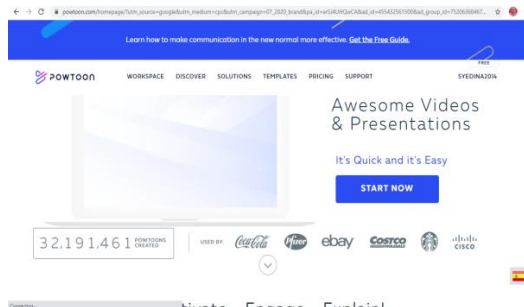 powtoon.com/homepage/?utm_source=google&utm_medium=cpc&utm_campaign=07_2020_brand&pa_id=
Learn how to make communication in the new normal more effective. Get the Free Guide.
POWTOON WORKSPACE DISCOVER SOLUTIONS TEMPLATES PRICING SUPPORT FREE SYEDINA2014
Awesome Videos
& Presentations
It's Quick and it's Easy
START NOW
32,191,461 POWTOONS CREATED USED BY: Coca-Cola Pfizer ebay COSTCO WHOLESALE CISCO
Engage Explain!